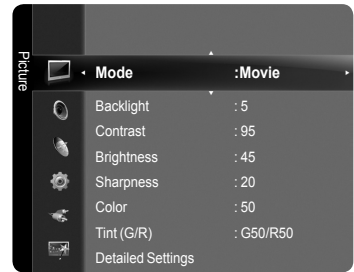 Picture
Mode :Movie
Backlight : 5
Contrast : 95
Brightness : 45
Sharpness : 20
Color : 50
Tint (G/R) : G50/R50
Detailed Settings